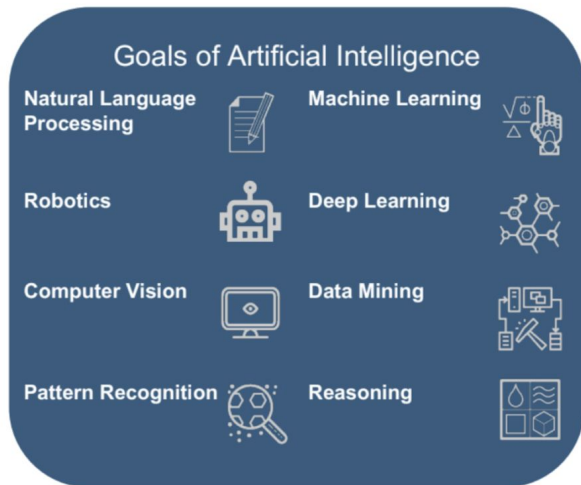 Goals of Artificial Intelligence
Natural Language
Processing
Machine Learning
√Φ
Δ
Robotics
Deep Learning
Computer Vision
Data Mining
Pattern Recognition
Reasoning